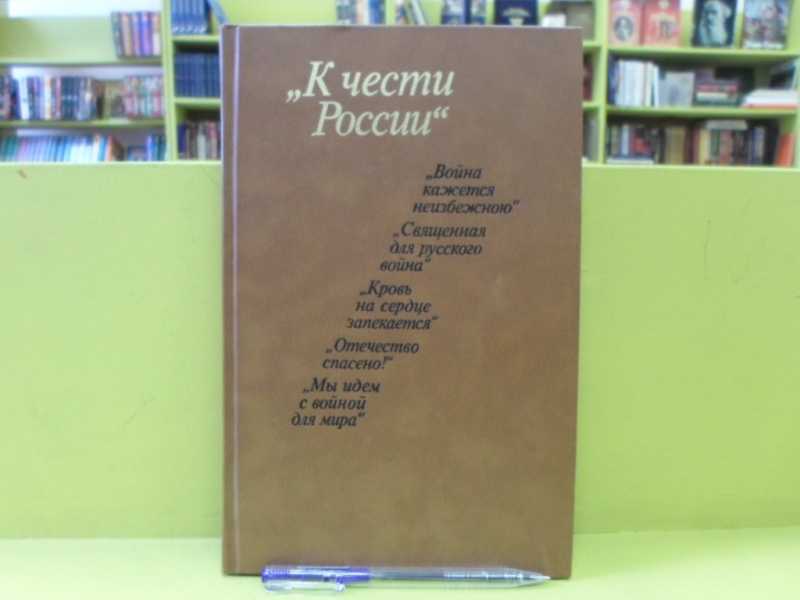 „К чести
России“
„Война
кажется
неизбежною“
„Священная
для русского
война“
„Кровь
на сердце
запекается“
„Отечество
спасено!“
„Мы идем
с войной
для мира“